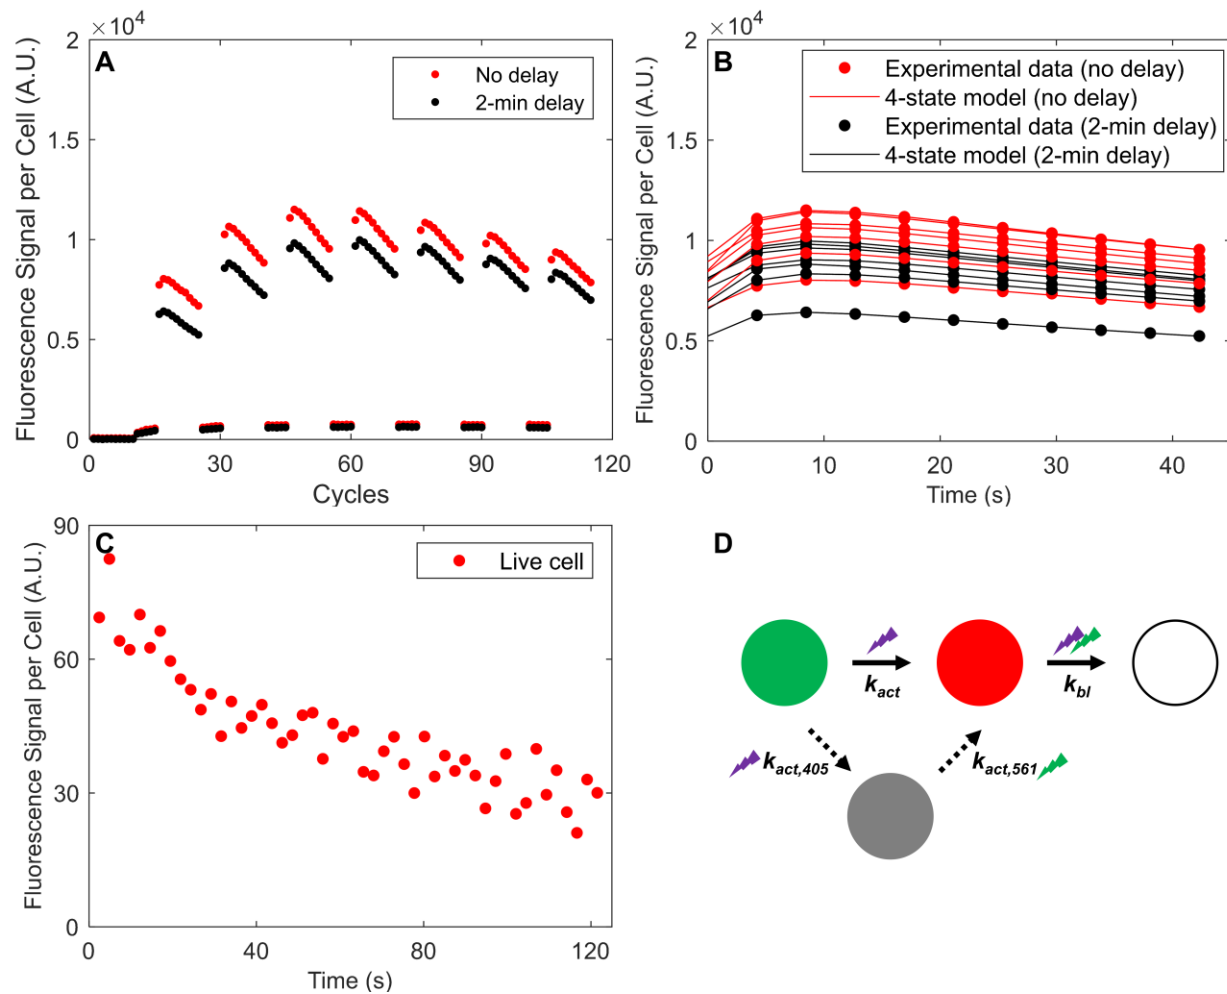 ×10⁴
A
2
1.5
1
0.5
0
No delay
2-min delay
Fluorescence Signal per Cell (A.U.)
0 30 60 90 120
Cycles
×10⁴
B
2
1.5
1
0.5
0
Experimental data (no delay)
4-state model (no delay)
Experimental data (2-min delay)
4-state model (2-min delay)
Fluorescence Signal per Cell (A.U.)
0 10 20 30 40
Time (s)
C
90
60
30
0
Live cell
Fluorescence Signal per Cell (A.U.)
0 40 80 120
Time (s)
D
k_act
k_bl
k_act,405
k_act,561